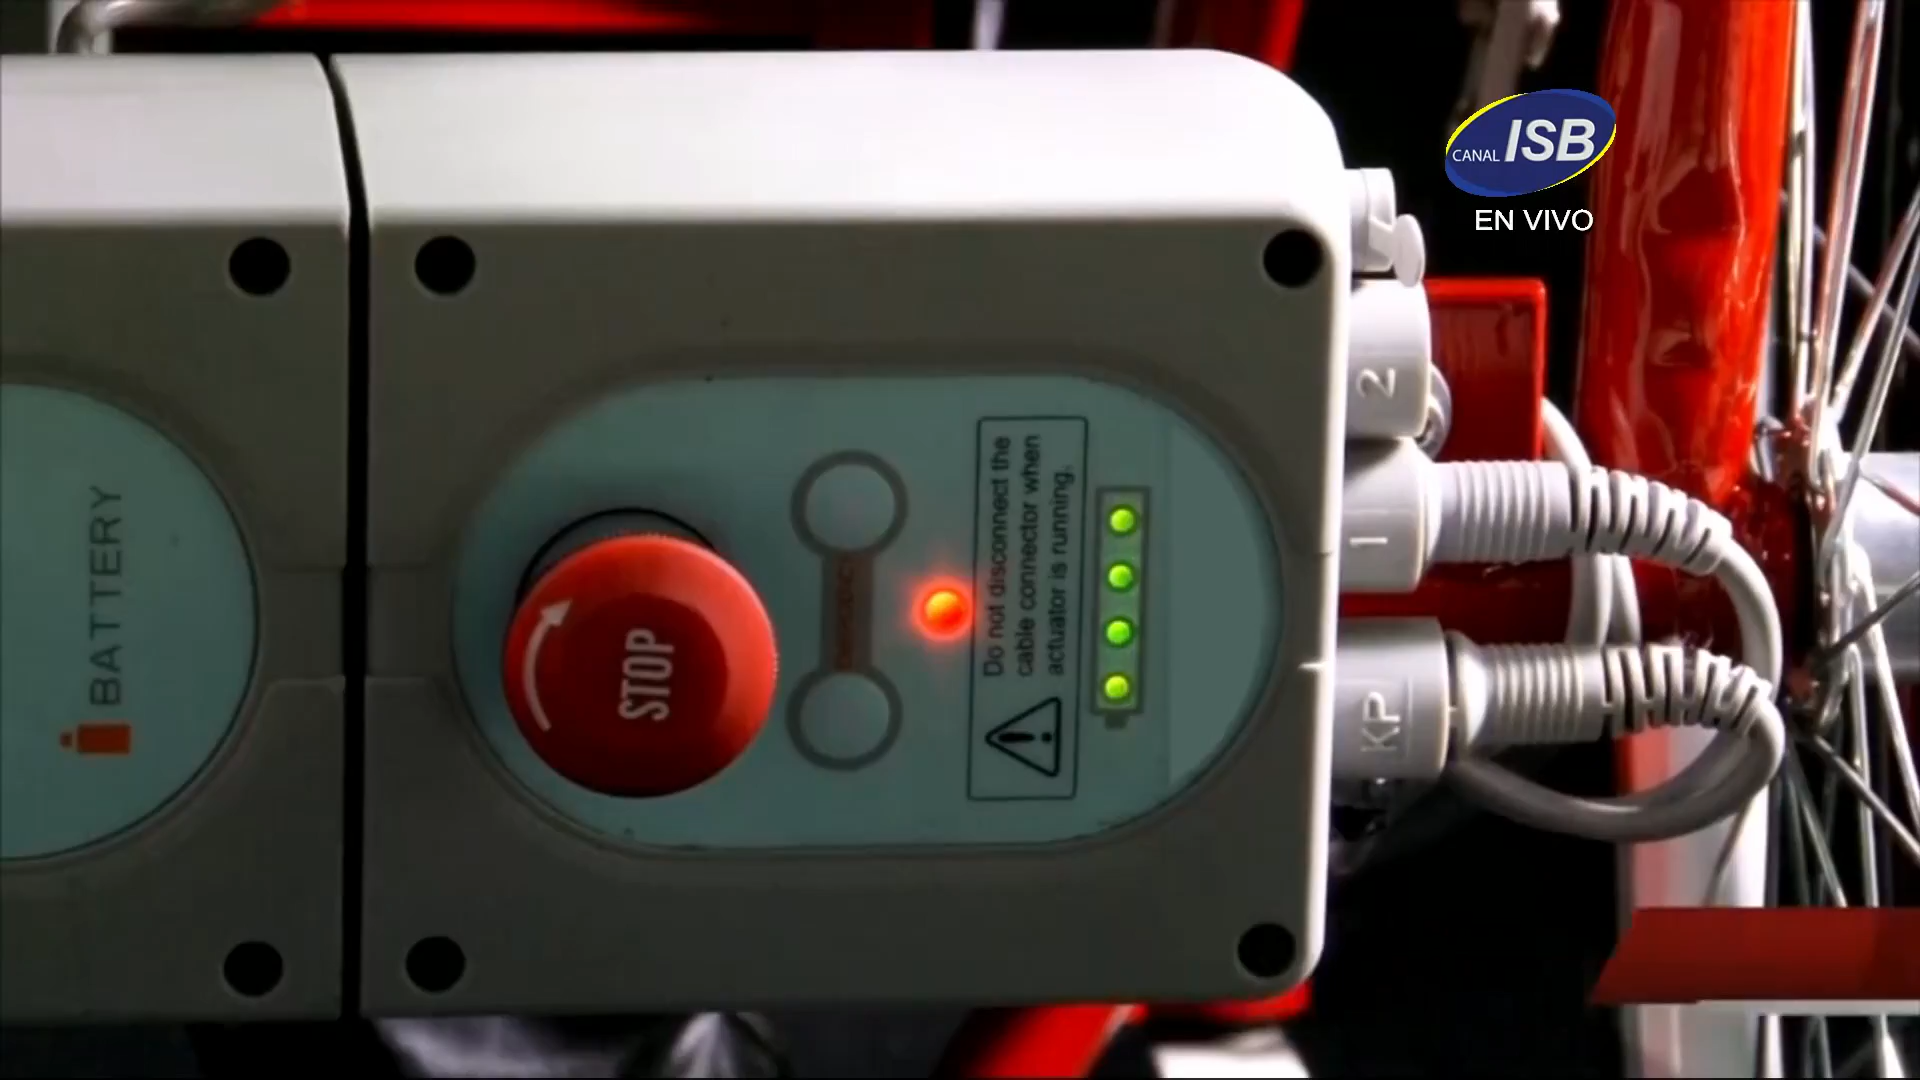 CANAL ISB
EN VIVO
BATTERY
STOP
Do not disconnect the
cable connector when
actuator is running.
2
1
KP